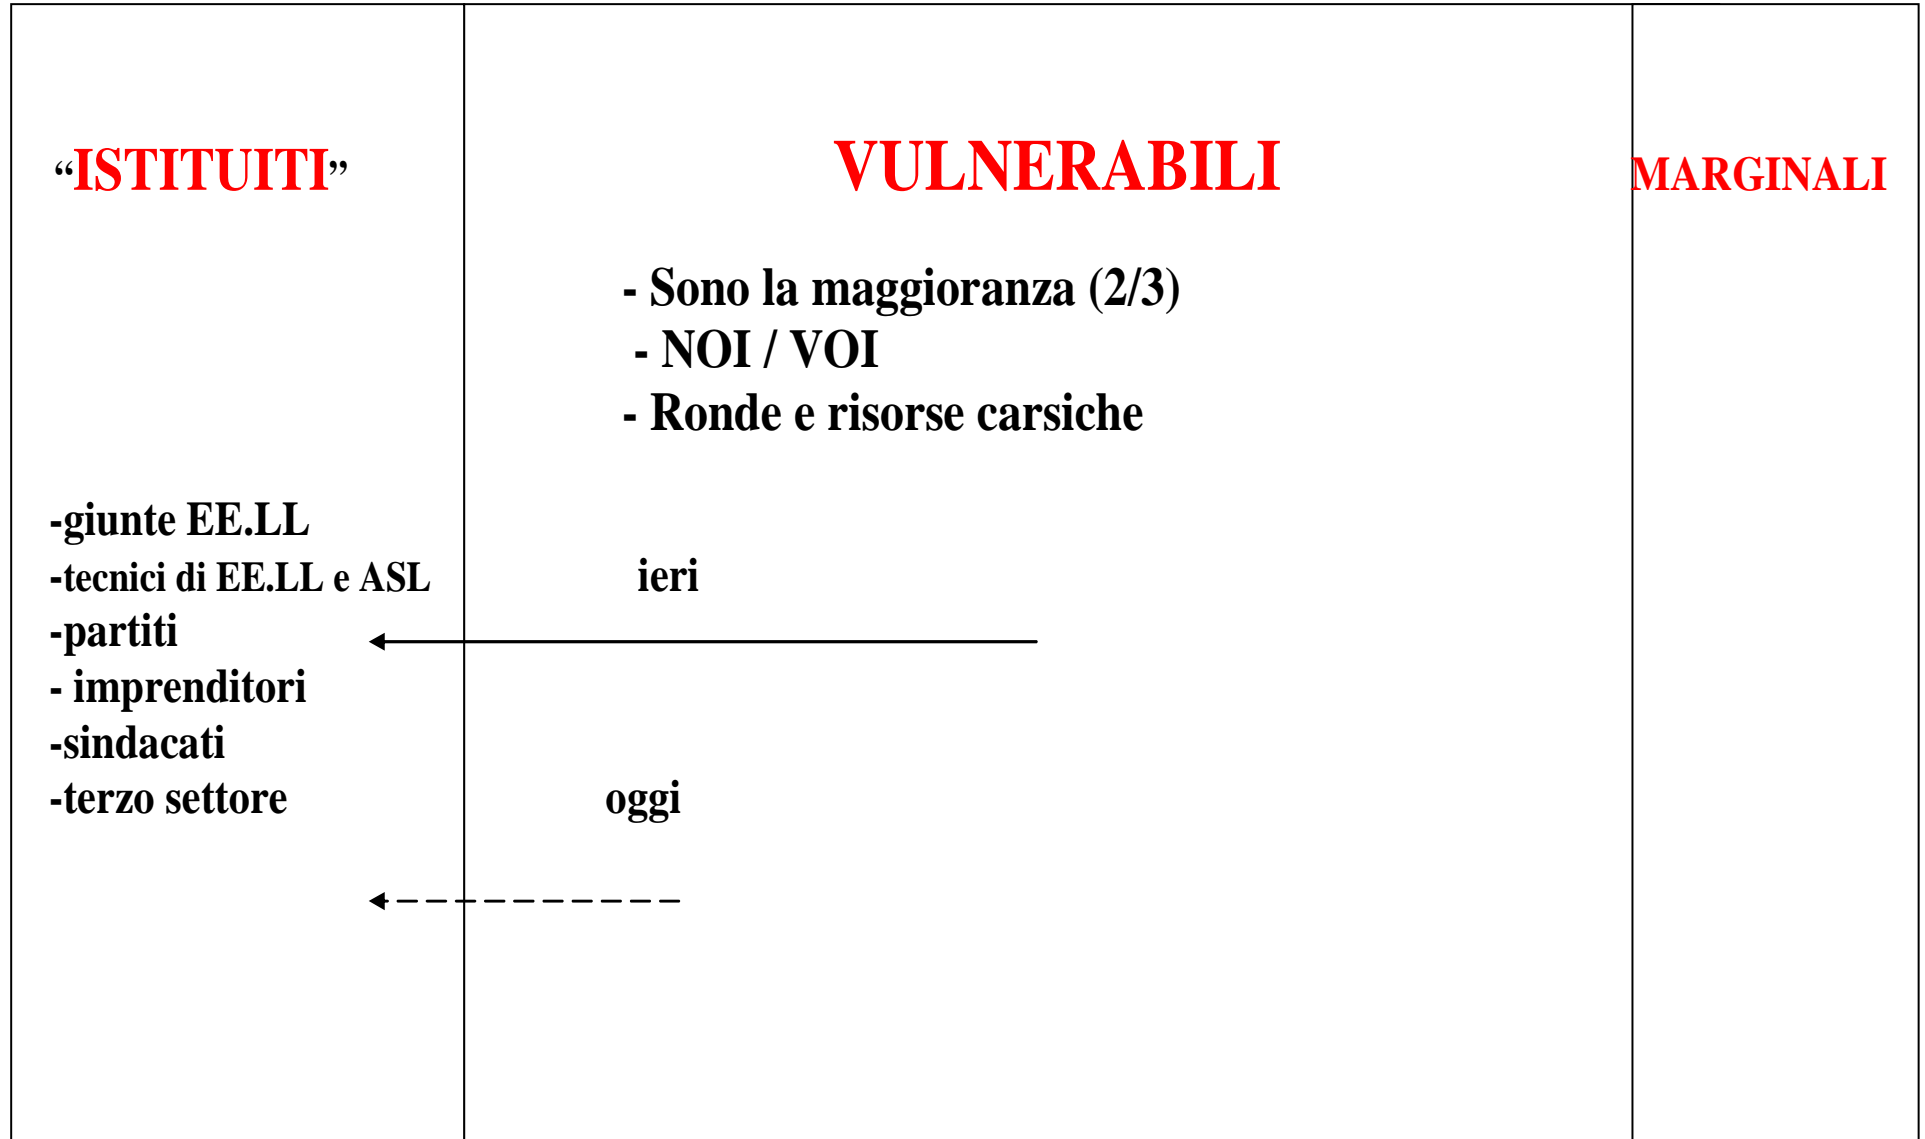 “ISTITUITI”
VULNERABILI
MARGINALI
- Sono la maggioranza (2/3)
- NOI / VOI
- Ronde e risorse carsiche
-giunte EE.LL
-tecnici di EE.LL e ASL
-partiti
- imprenditori
-sindacati
-terzo settore
ieri
oggi